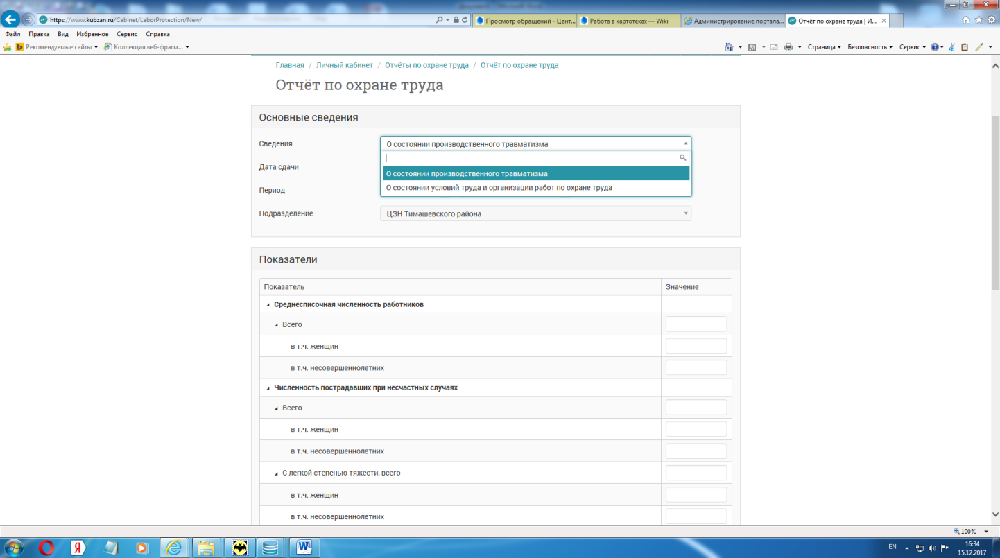 https://www.kubzan.ru/Cabinet/LaborProtection/New/
Просмотр обращений - Цент...
Работа в картотеках — Wiki
Администрирование портала...
Отчёт по охране труда | И...
Файл Правка Вид Избранное Сервис Справка
Рекомендуемые сайты
Коллекция веб-фрагм...
Страница Безопасность Сервис
Главная / Личный кабинет / Отчёты по охране труда / Отчёт по охране труда
Отчёт по охране труда
Основные сведения
Сведения О состоянии производственного травматизма
Дата сдачи О состоянии производственного травматизма
Период О состоянии условий труда и организации работ по охране труда
Подразделение ЦЗН Тимашевского района
Показатели
Показатель Значение
Среднесписочная численность работников
Всего
в т.ч. женщин
в т.ч. несовершеннолетних
Численность пострадавших при несчастных случаях
Всего
в т.ч. женщин
в т.ч. несовершеннолетних
С легкой степенью тяжести, всего
в т.ч. женщин
в т.ч. несовершеннолетних
100%
EN
16:34
15.12.2017